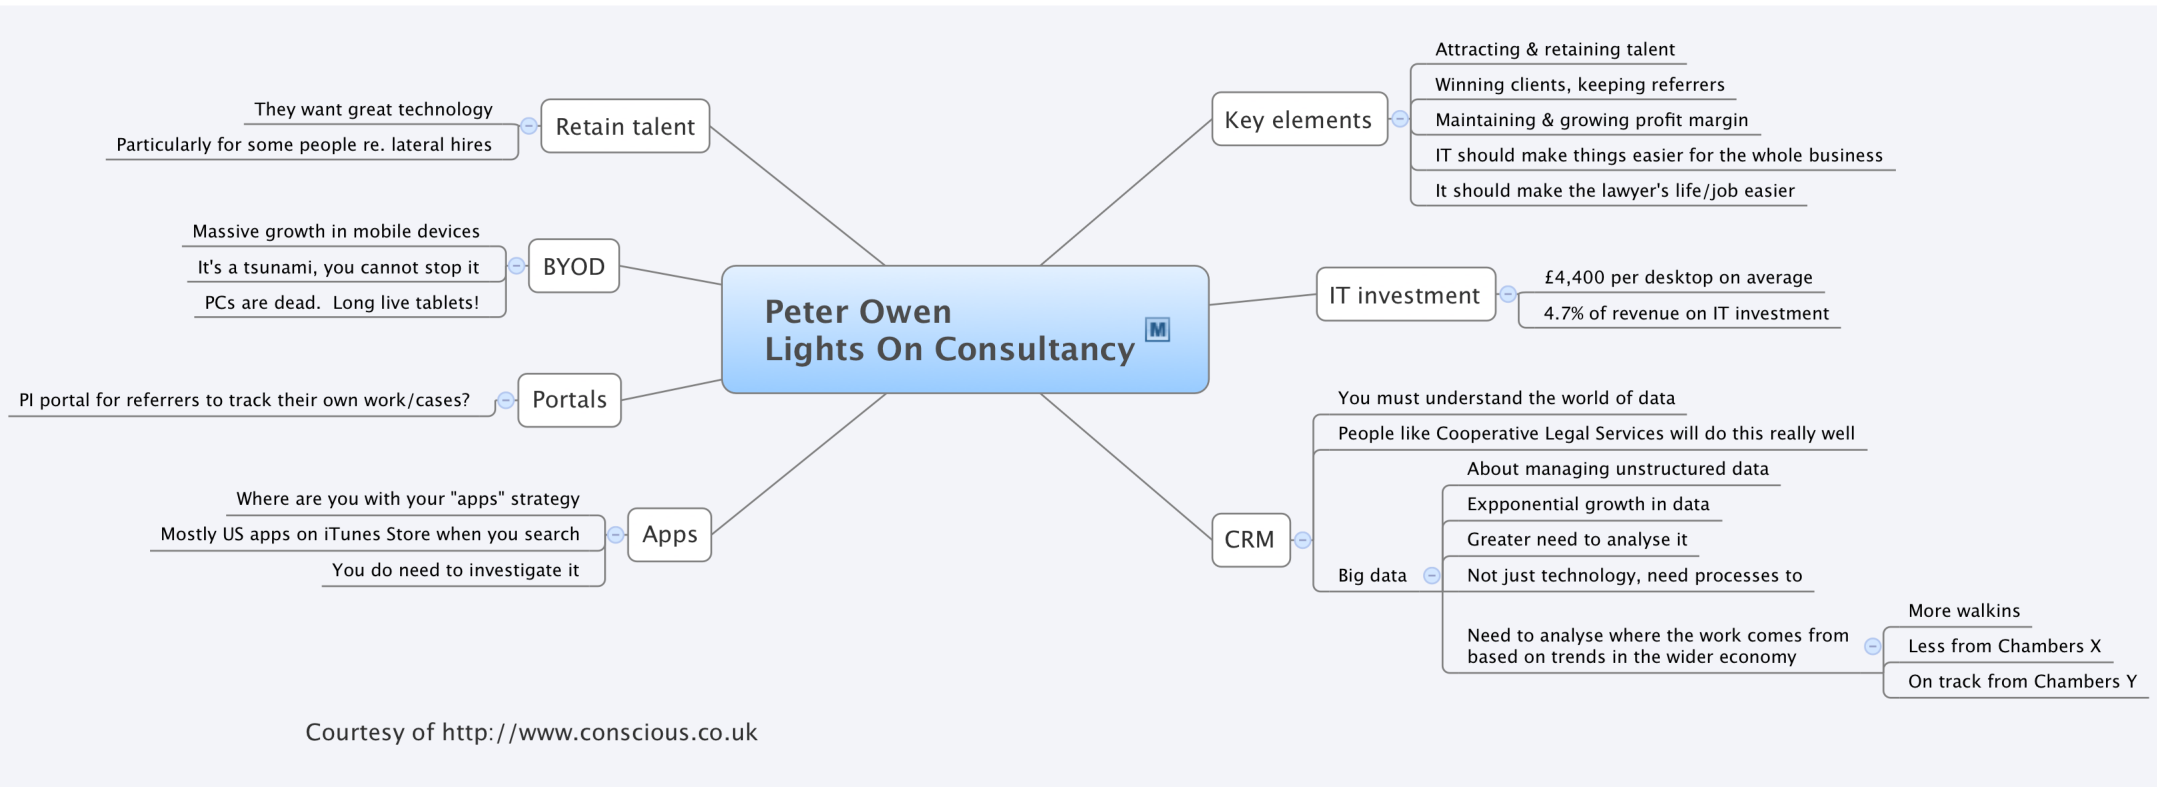 Peter Owen
Lights On Consultancy
M
Key elements
Attracting & retaining talent
Winning clients, keeping referrers
Maintaining & growing profit margin
IT should make things easier for the whole business
It should make the lawyer's life/job easier
IT investment
£4,400 per desktop on average
4.7% of revenue on IT investment
CRM
You must understand the world of data
People like Cooperative Legal Services will do this really well
Big data
About managing unstructured data
Expponential growth in data
Greater need to analyse it
Not just technology, need processes to
Need to analyse where the work comes from
based on trends in the wider economy
More walkins
Less from Chambers X
On track from Chambers Y
Retain talent
They want great technology
Particularly for some people re. lateral hires
BYOD
Massive growth in mobile devices
It's a tsunami, you cannot stop it
PCs are dead.  Long live tablets!
Portals
PI portal for referrers to track their own work/cases?
Apps
Where are you with your "apps" strategy
Mostly US apps on iTunes Store when you search
You do need to investigate it
Courtesy of http://www.conscious.co.uk